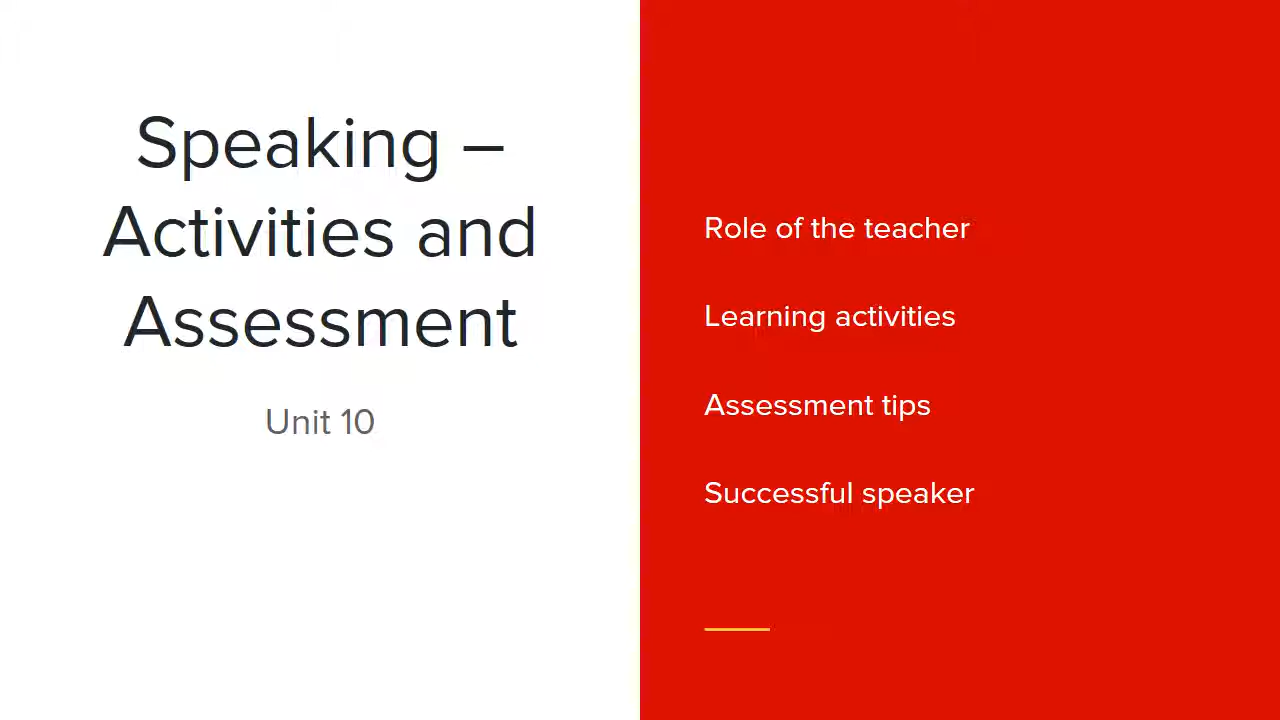 Speaking –
Activities and
Assessment
Unit 10
Role of the teacher
Learning activities
Assessment tips
Successful speaker